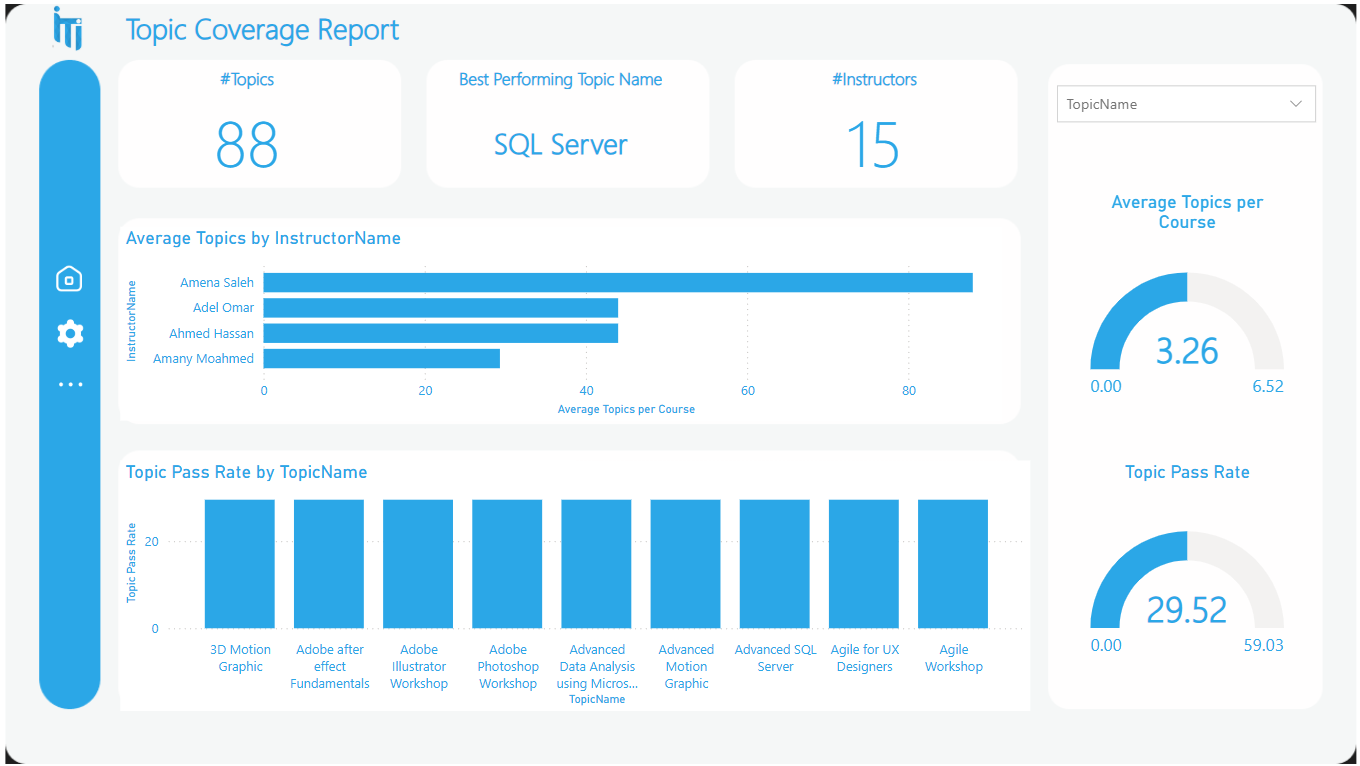 iTi
Topic Coverage Report
#Topics
88
Best Performing Topic Name
SQL Server
#Instructors
15
TopicName
Average Topics by InstructorName
InstructorName
Amena Saleh
Adel Omar
Ahmed Hassan
Amany Moahmed
0 20 40 60 80
Average Topics per Course
Topic Pass Rate by TopicName
Topic Pass Rate
20
0
3D Motion
Graphic
Adobe after
effect
Fundamentals
Adobe
Illustrator
Workshop
Adobe
Photoshop
Workshop
Advanced
Data Analysis
using Micros...
Advanced
Motion
Graphic
Advanced SQL
Server
Agile for UX
Designers
Agile
Workshop
TopicName
Average Topics per
Course
3.26
0.00 6.52
Topic Pass Rate
29.52
0.00 59.03